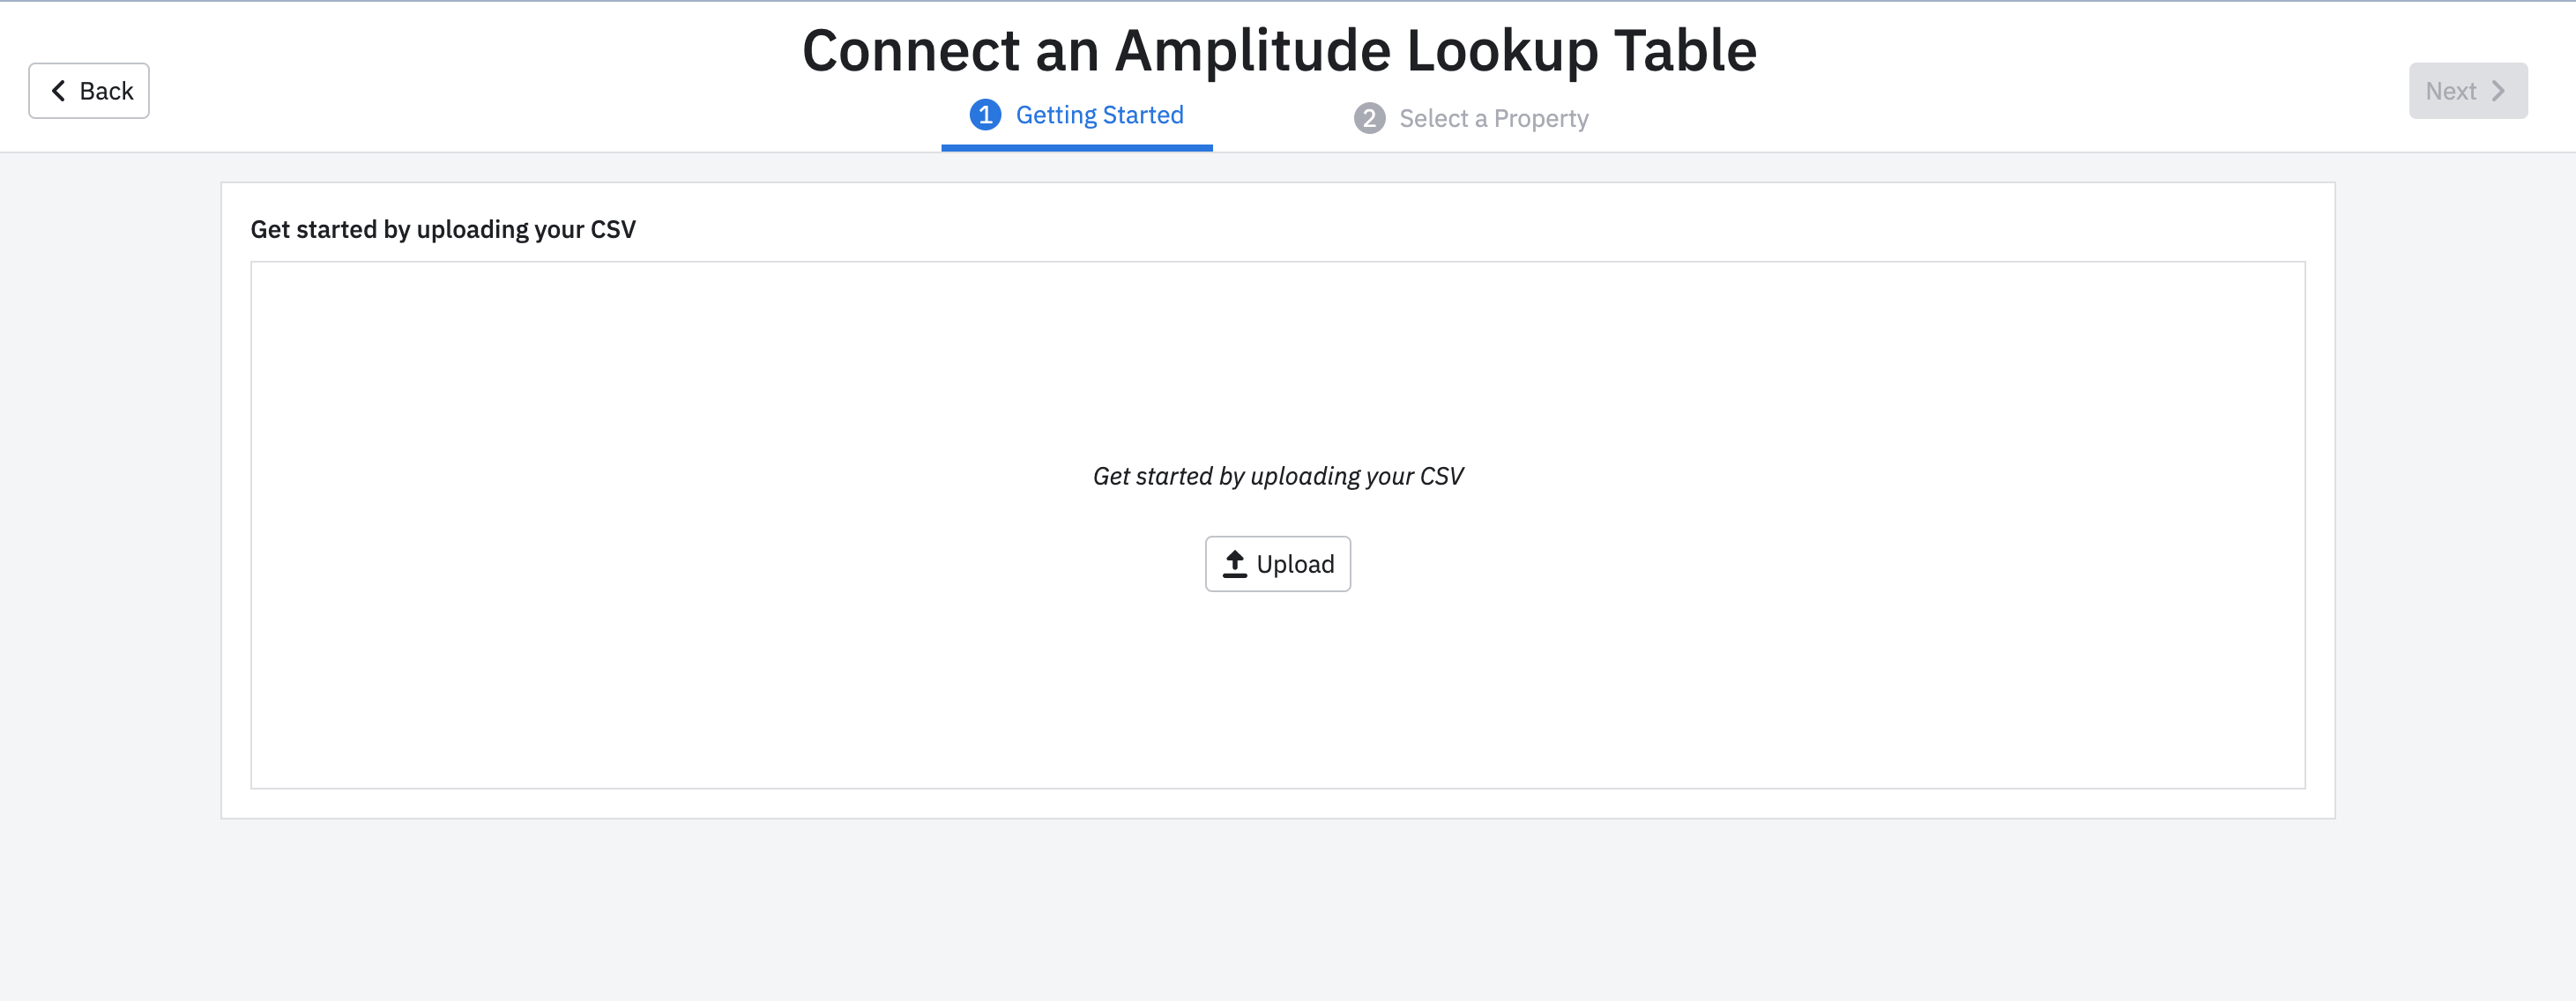 Connect an Amplitude Lookup Table
Back
1 Getting Started
2 Select a Property
Next
Get started by uploading your CSV
Get started by uploading your CSV
Upload